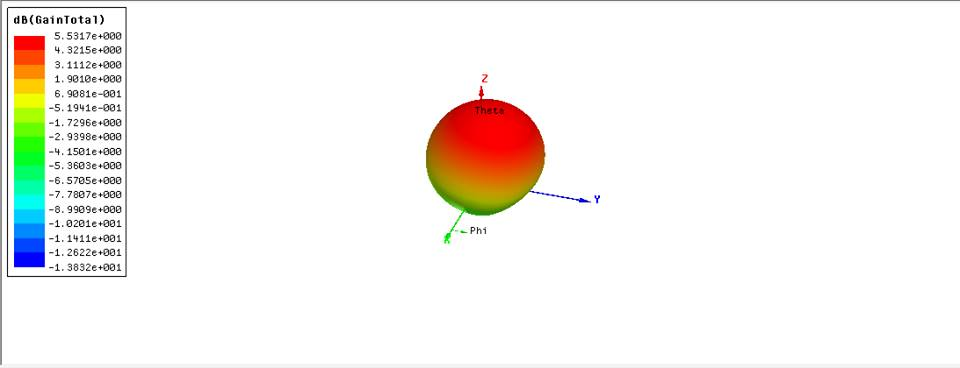 dB(GainTotal)
5.5317e+000
4.3215e+000
3.1112e+000
1.9010e+000
6.9081e-001
-5.1941e-001
-1.7296e+000
-2.9398e+000
-4.1501e+000
-5.3603e+000
-6.5705e+000
-7.7807e+000
-8.9909e+000
-1.0201e+001
-1.1411e+001
-1.2622e+001
-1.3832e+001
Z
Theta
Y
Phi